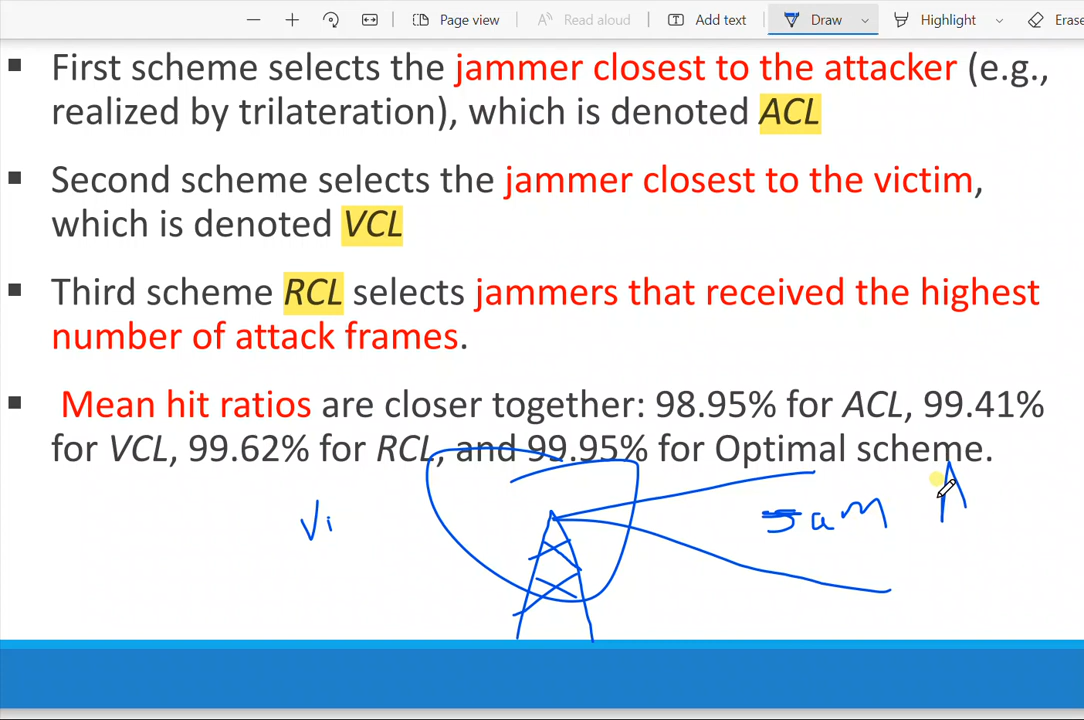 Page view
Read aloud
Add text
Draw
Highlight
Erase
First scheme selects the jammer closest to the attacker (e.g.,
realized by trilateration), which is denoted ACL
Second scheme selects the jammer closest to the victim,
which is denoted VCL
Third scheme RCL selects jammers that received the highest
number of attack frames.
Mean hit ratios are closer together: 98.95% for ACL, 99.41%
for VCL, 99.62% for RCL, and 99.95% for Optimal scheme.
Vi
Jam
A